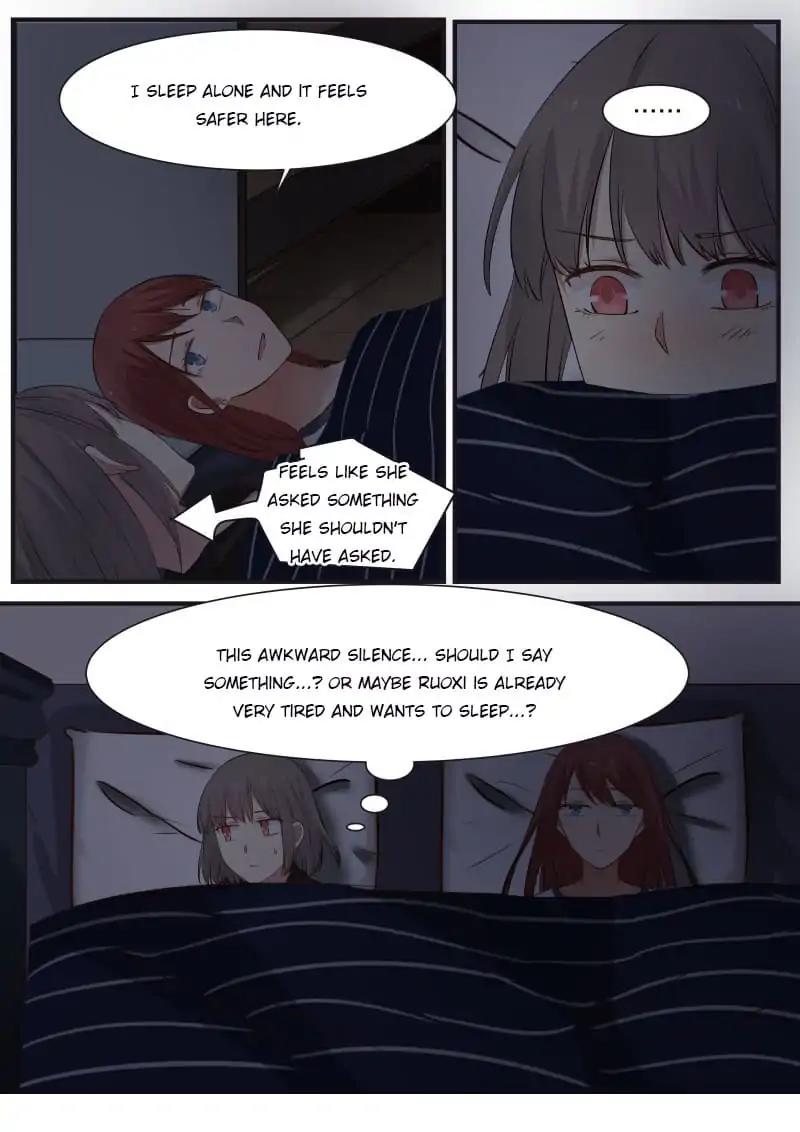 I SLEEP ALONE AND IT FEELS
SAFER HERE.
......
FEELS LIKE SHE
ASKED SOMETHING
SHE SHOULDN'T
HAVE ASKED.
THIS AWKWARD SILENCE... SHOULD I SAY
SOMETHING...? OR MAYBE RUOXI IS ALREADY
VERY TIRED AND WANTS TO SLEEP...?